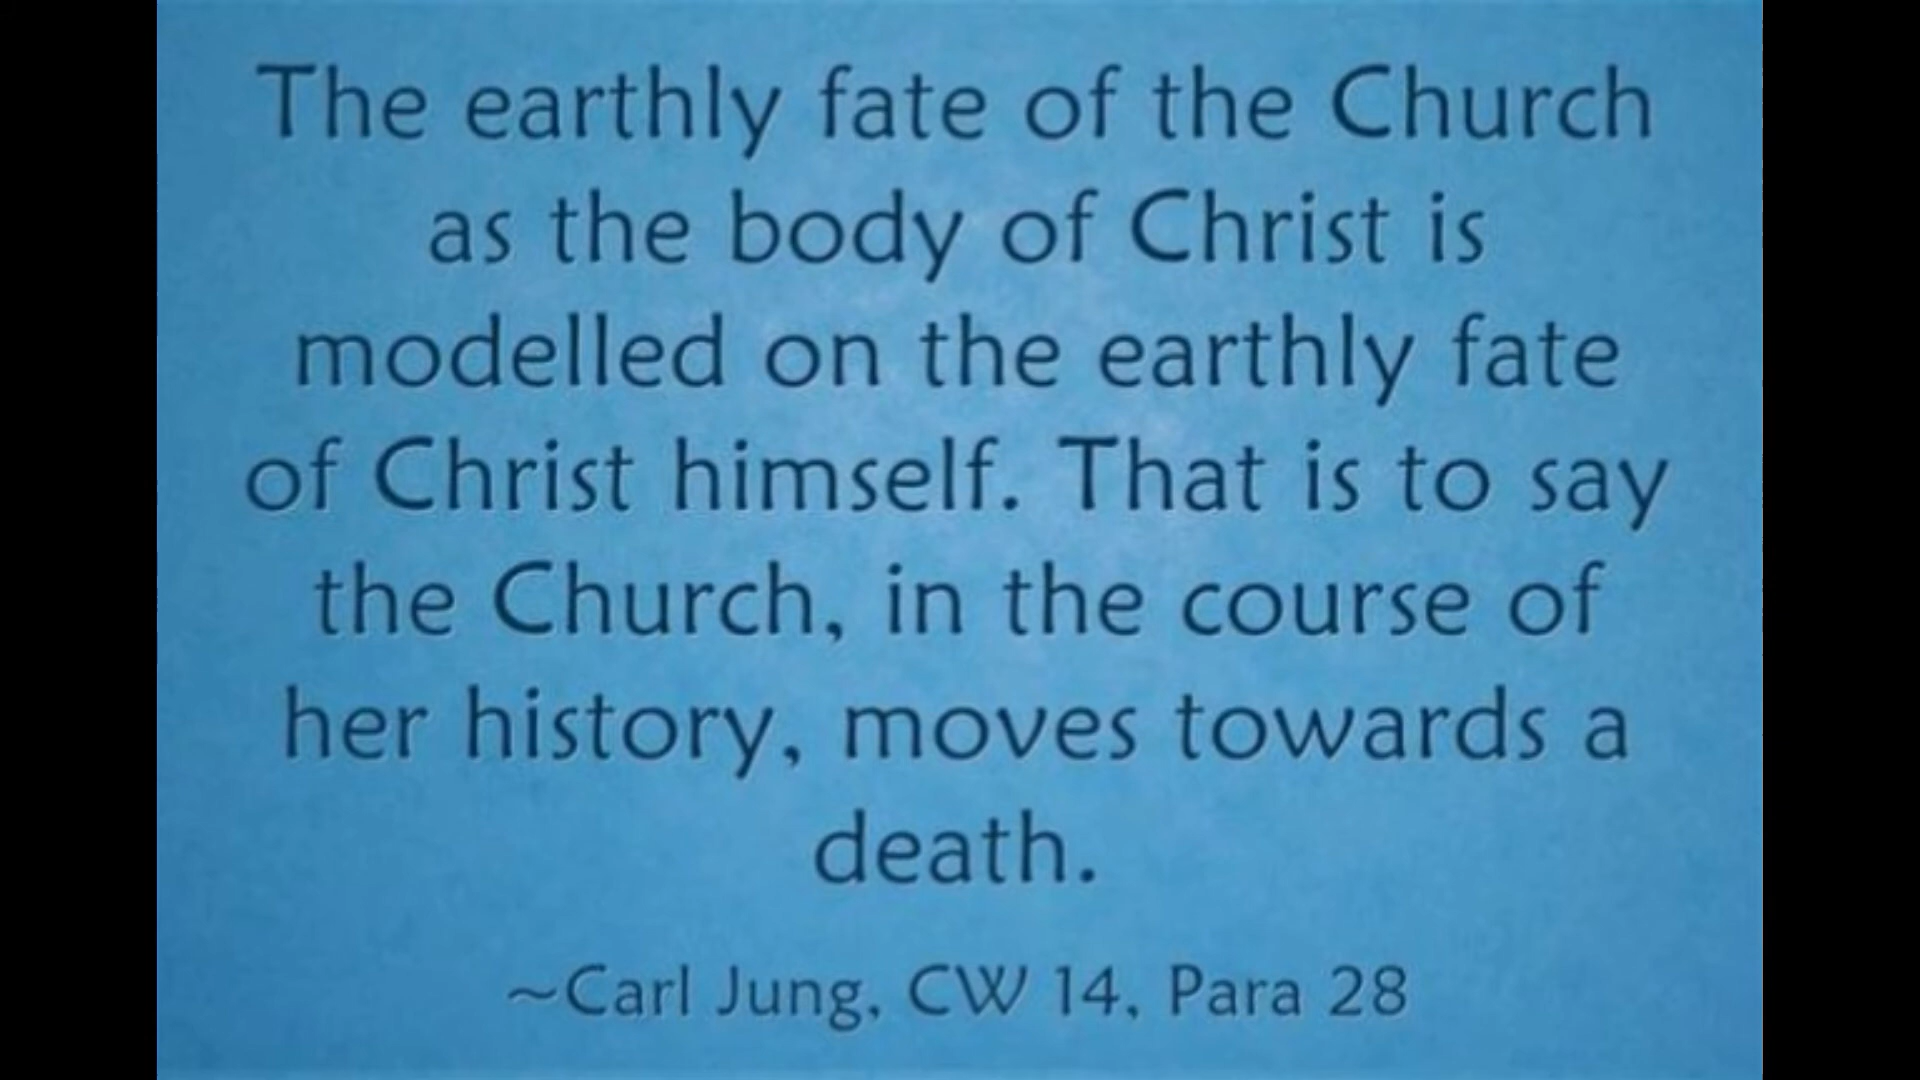 The earthly fate of the Church
as the body of Christ is
modelled on the earthly fate
of Christ himself. That is to say
the Church, in the course of
her history, moves towards a
death.
~Carl Jung, CW 14, Para 28